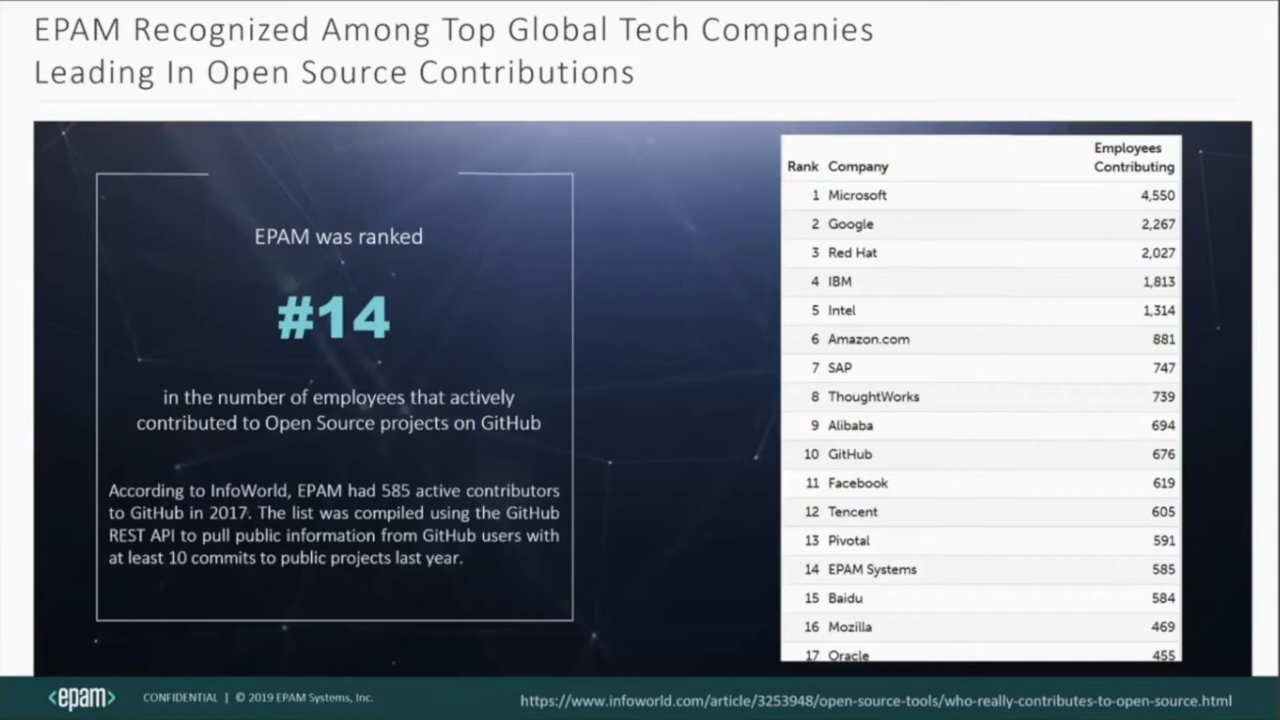 EPAM Recognized Among Top Global Tech Companies
Leading In Open Source Contributions
EPAM was ranked
#14
in the number of employees that actively
contributed to Open Source projects on GitHub
According to InfoWorld, EPAM had 585 active contributors
to GitHub in 2017. The list was compiled using the GitHub
REST API to pull public information from GitHub users with
at least 10 commits to public projects last year.
Employees
Rank Company Contributing
1 Microsoft 4,550
2 Google 2,267
3 Red Hat 2,027
4 IBM 1,813
5 Intel 1,314
6 Amazon.com 881
7 SAP 747
8 ThoughtWorks 739
9 Alibaba 694
10 GitHub 676
11 Facebook 619
12 Tencent 605
13 Pivotal 591
14 EPAM Systems 585
15 Baidu 584
16 Mozilla 469
17 Oracle 455
<epam> CONFIDENTIAL | © 2019 EPAM Systems, Inc.
https://www.infoworld.com/article/3253948/open-source-tools/who-really-contributes-to-open-source.html